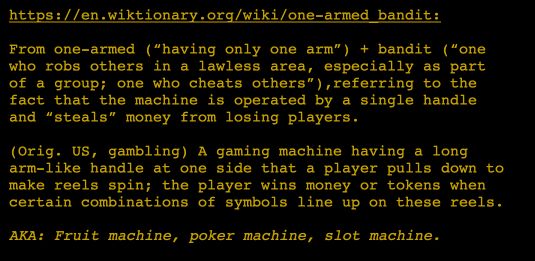 https://en.wiktionary.org/wiki/one-armed_bandit:
From one-armed (“having only one arm”) + bandit (“one
who robs others in a lawless area, especially as part
of a group; one who cheats others”),referring to the
fact that the machine is operated by a single handle
and “steals” money from losing players.
(Orig. US, gambling) A gaming machine having a long
arm-like handle at one side that a player pulls down to
make reels spin; the player wins money or tokens when
certain combinations of symbols line up on these reels.
AKA: Fruit machine, poker machine, slot machine.